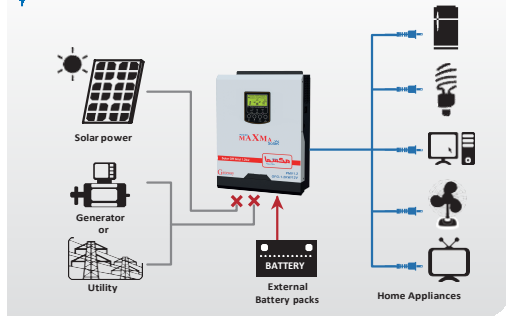 Solar power
MAXMA
Generator
or
BATTERY
Utility
External
Battery packs
Home Appliances